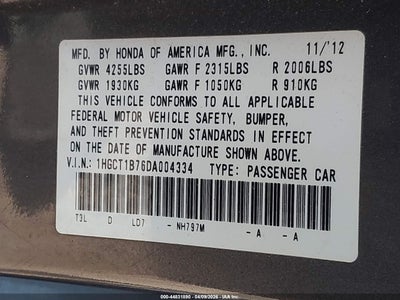 MFD. BY HONDA OF AMERICA MFG., INC. 11/'12
GVWR 4255LBS GAWR F 2315LBS R 2006LBS
GVWR 1930KG GAWR F 1050KG R 910KG
THIS VEHICLE CONFORMS TO ALL APPLICABLE
FEDERAL MOTOR VEHICLE SAFETY, BUMPER,
AND THEFT PREVENTION STANDARDS IN EFFECT
ON THE DATE OF MANUFACTURE SHOWN ABOVE.
V.I.N.: 1HGCT1B76DA004334 TYPE: PASSENGER CAR
T3L D LD7 - NH797M - A - A
000-44831090 - 04/09/2026 - IAA Inc.